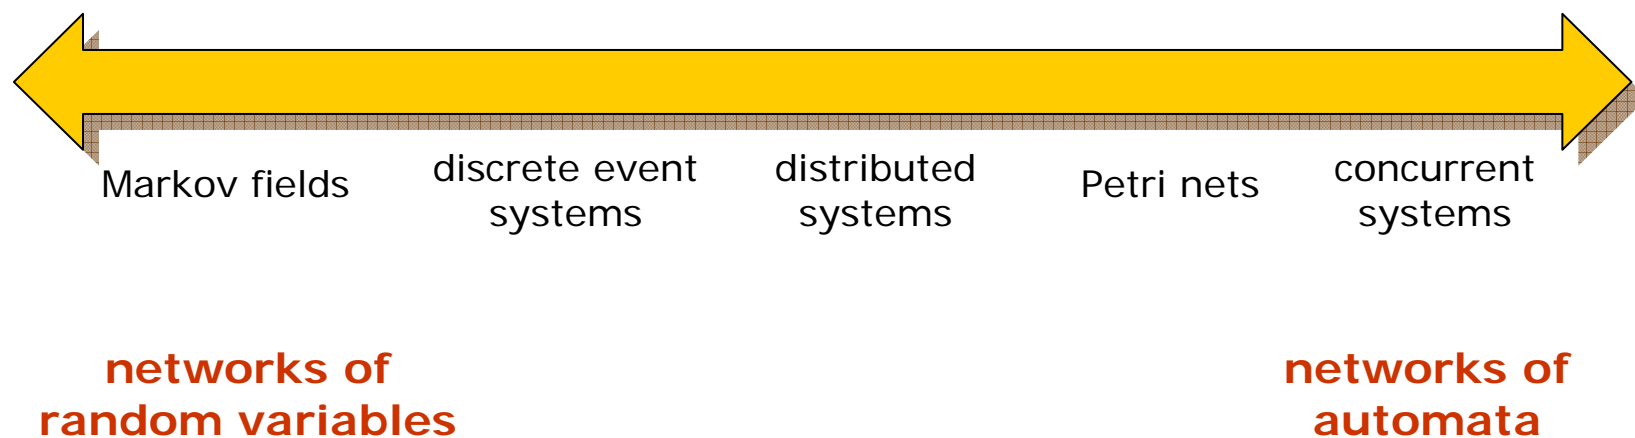 Markov fields
discrete event
systems
distributed
systems
Petri nets
concurrent
systems
networks of
random variables
networks of
automata